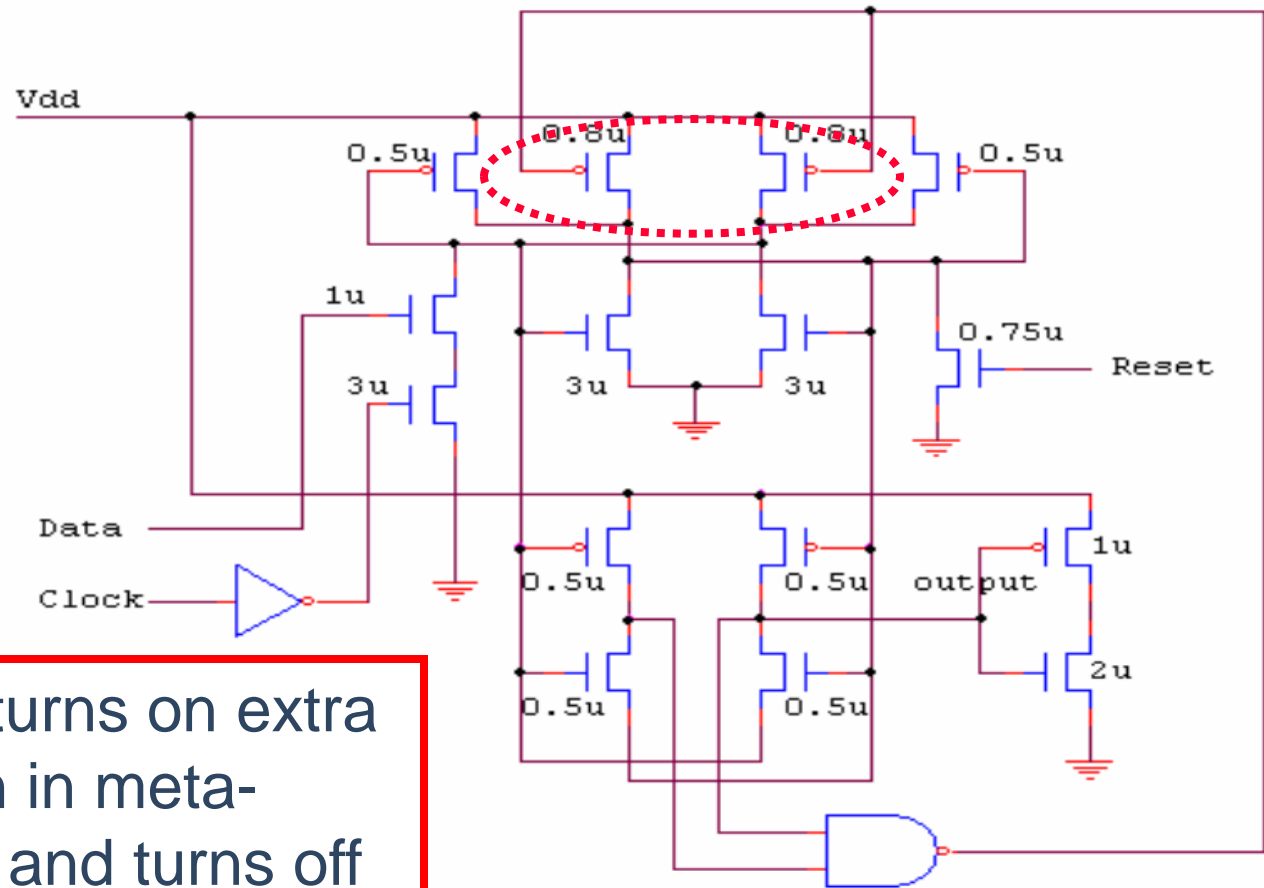 Vdd
0.5u
0.8u
0.8u
0.5u
1u
0.75u
Reset
3u
3u
3u
Data
Clock
0.5u
0.5u
output
1u
0.5u
0.5u
2u
turns on extra
in meta-
and turns off